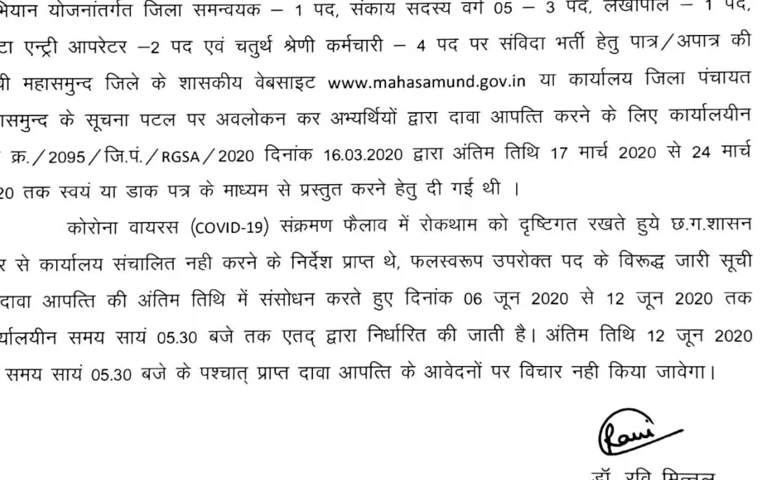 भियान योजनांतर्गत जिला समन्वयक – 1 पद, संकाय सदस्य वर्ग 05 – 3 पद, लेखापाल – 1 पद,
टा एन्ट्री आपरेटर –2 पद एवं चतुर्थ श्रेणी कर्मचारी – 4 पद पर संविदा भर्ती हेतु पात्र/अपात्र की
ची महासमुन्द जिले के शासकीय वेबसाइट www.mahasamund.gov.in या कार्यालय जिला पंचायत
ासमुन्द के सूचना पटल पर अवलोकन कर अभ्यर्थियों द्वारा दावा आपत्ति करने के लिए कार्यालयीन
क्र./2095/जि.पं./RGSA/2020 दिनांक 16.03.2020 द्वारा अंतिम तिथि 17 मार्च 2020 से 24 मार्च
20 तक स्वयं या डाक पत्र के माध्यम से प्रस्तुत करने हेतु दी गई थी ।
कोरोना वायरस (COVID-19) संक्रमण फैलाव में रोकथाम को दृष्टिगत रखते हुये छ.ग.शासन
र से कार्यालय संचालित नही करने के निर्देश प्राप्त थे, फलस्वरूप उपरोक्त पद के विरूद्ध जारी सूची
दावा आपत्ति की अंतिम तिथि में संसोधन करते हुए दिनांक 06 जून 2020 से 12 जून 2020 तक
र्यालयीन समय सायं 05.30 बजे तक एतद् द्वारा निर्धारित की जाती है। अंतिम तिथि 12 जून 2020
समय सायं 05.30 बजे के पश्चात् प्राप्त दावा आपत्ति के आवेदनों पर विचार नही किया जावेगा।
Ravi
डॉ. रवि मित्तल